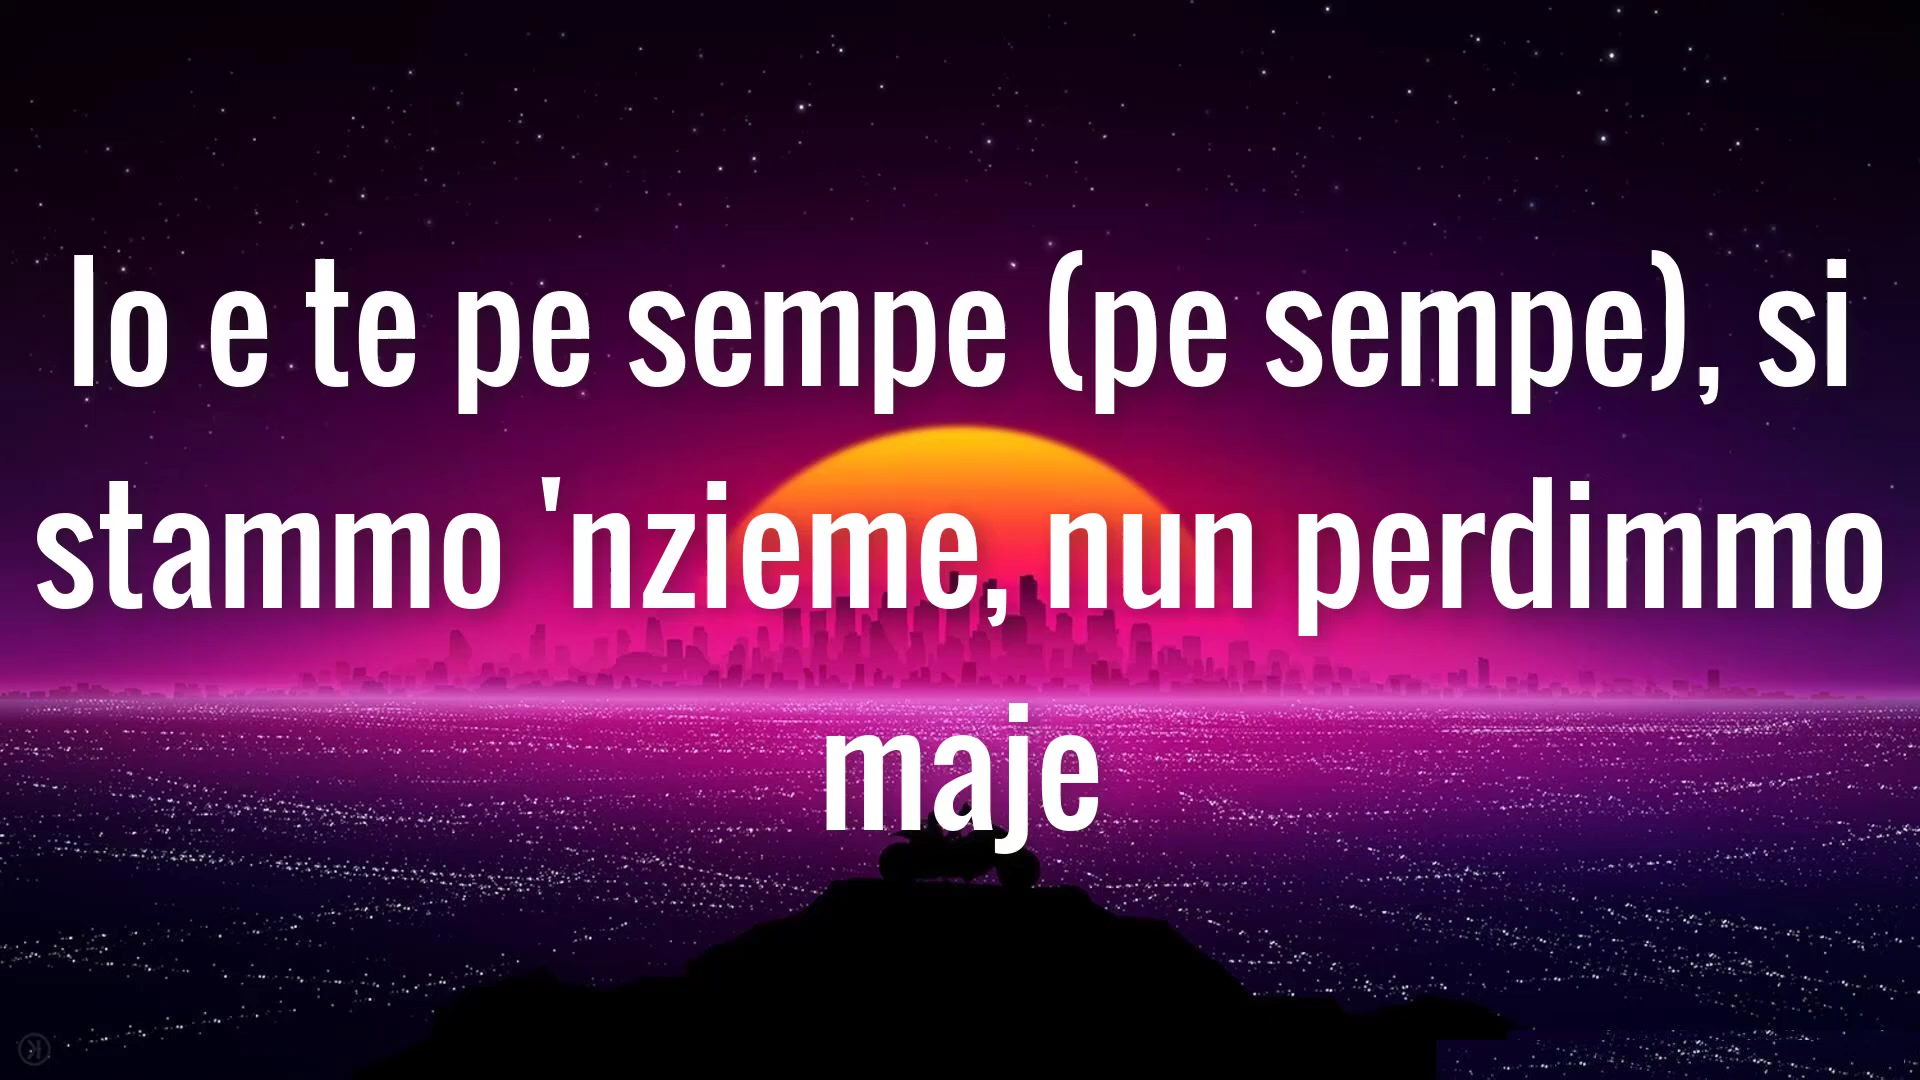 Io e te pe sempe (pe sempe), si
stammo 'nzieme, nun perdimmo
maje